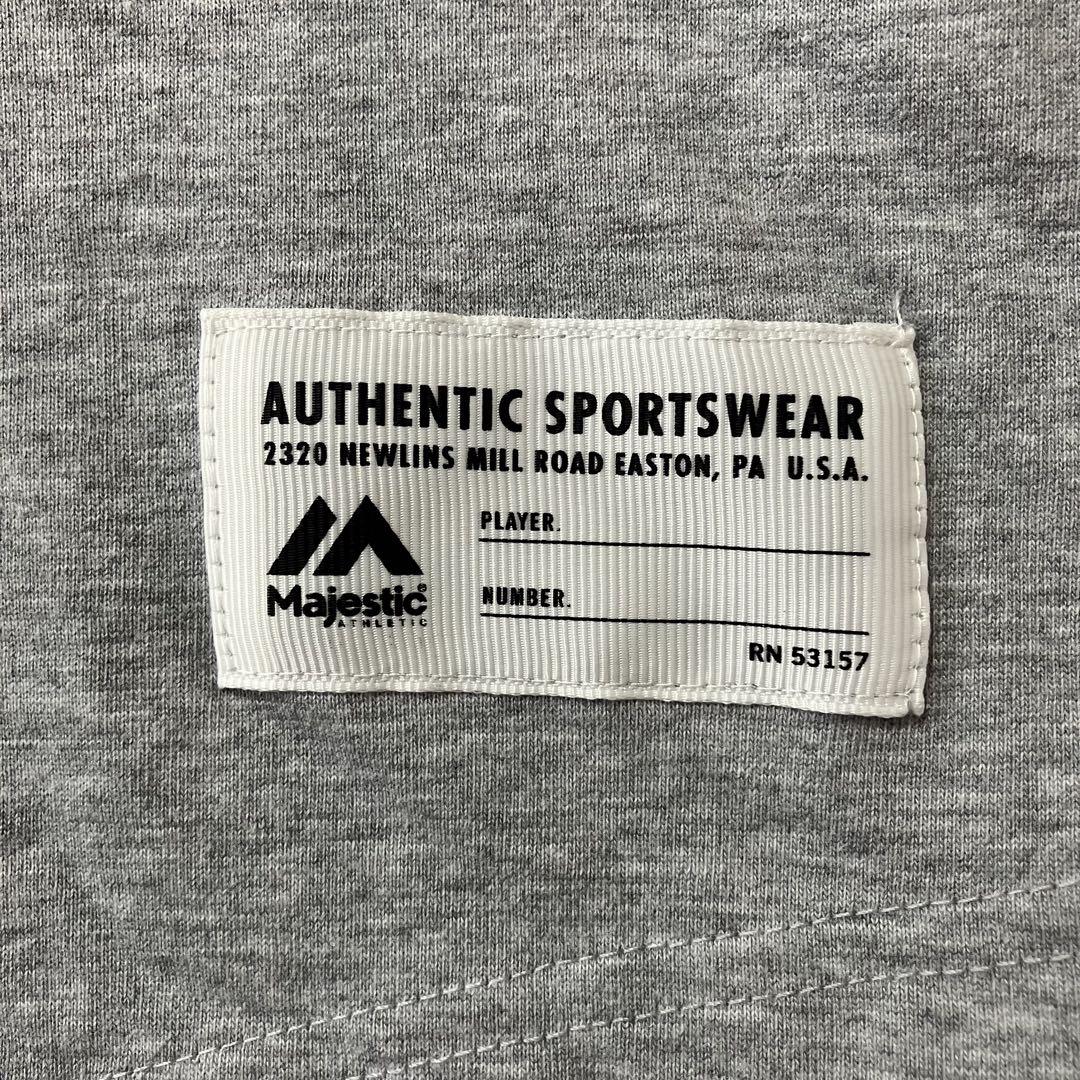 AUTHENTIC SPORTSWEAR
2320 NEWLINS MILL ROAD EASTON, PA U.S.A.
PLAYER.
NUMBER.
Majestic®
ATHLETIC
RN 53157